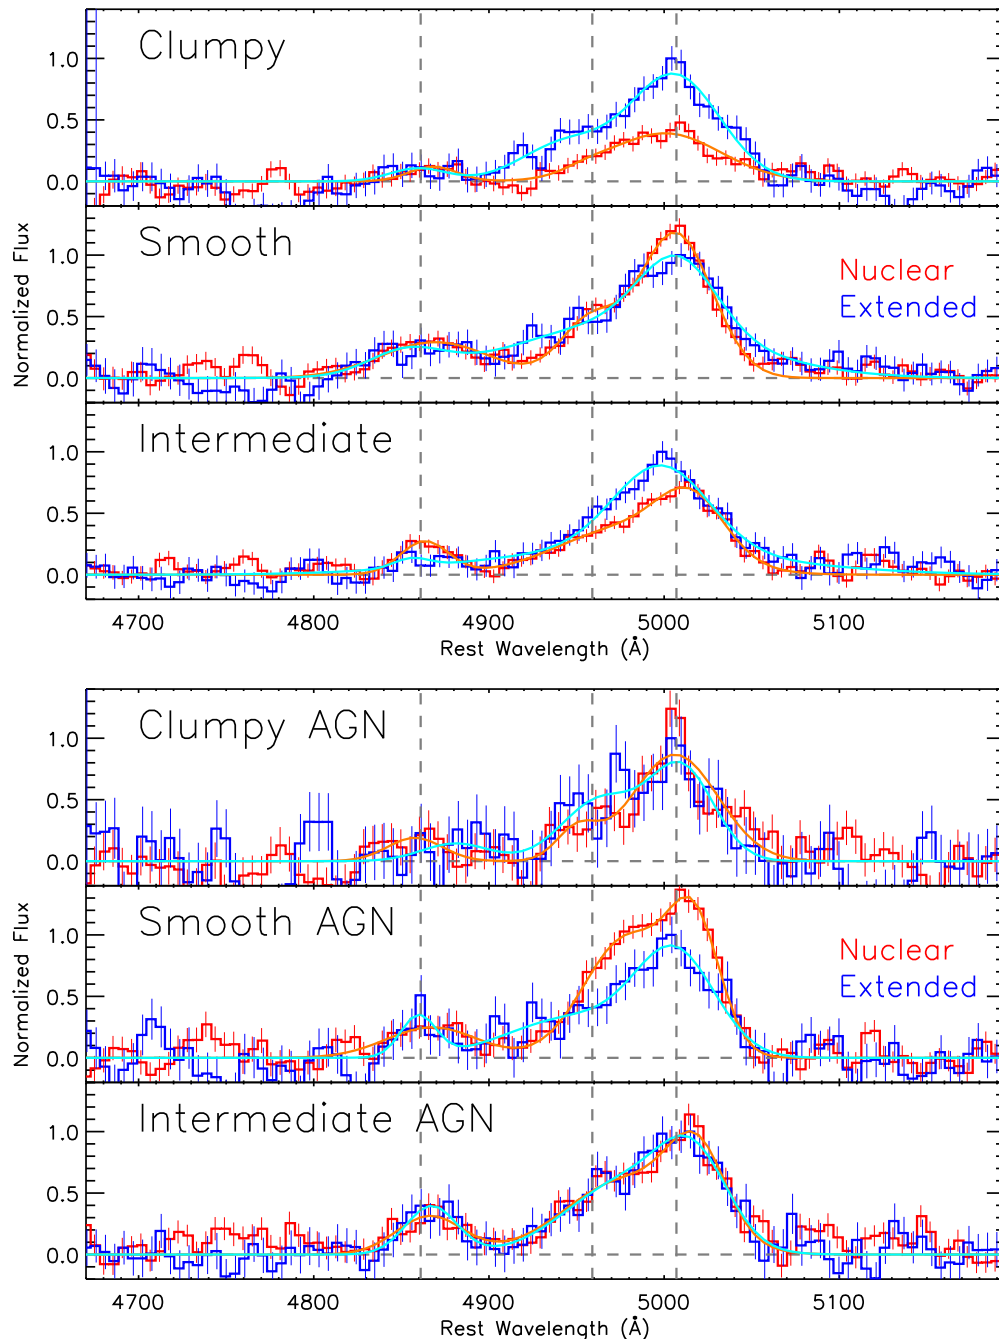 Clumpy
1.0
0.5
0.0
Smooth
Nuclear
Extended
1.0
0.5
0.0
Normalized Flux
Intermediate
1.0
0.5
0.0
4700 4800 4900 5000 5100
Rest Wavelength (Å)
Clumpy AGN
1.0
0.5
0.0
Smooth AGN
Nuclear
Extended
1.0
0.5
0.0
Normalized Flux
Intermediate AGN
1.0
0.5
0.0
4700 4800 4900 5000 5100
Rest Wavelength (Å)